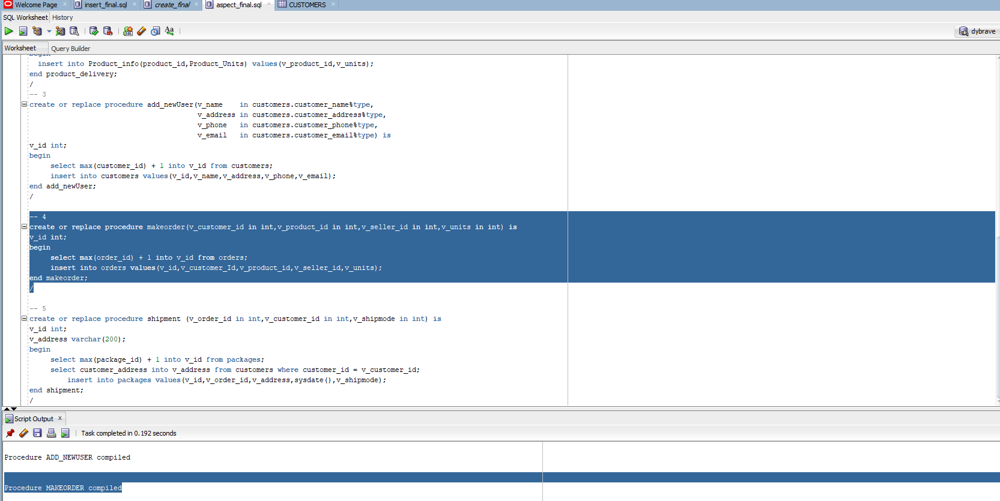 Welcome Page × insert_final.sql × create_final × aspect_final.sql × CUSTOMERS ×
SQL Worksheet History
Aa dybrave
Worksheet Query Builder
begin
insert into Product_info(product_id,Product_Units) values(v_product_id,v_units);
end product_delivery;
/
-- 3
create or replace procedure add_newUser(v_name in customers.customer_name%type,
v_address in customers.customer_address%type,
v_phone in customers.customer_phone%type,
v_email in customers.customer_email%type) is
v_id int;
begin
select max(customer_id) + 1 into v_id from customers;
insert into customers values(v_id,v_name,v_address,v_phone,v_email);
end add_newUser;
/
-- 4
create or replace procedure makeorder(v_customer_id in int,v_product_id in int,v_seller_id in int,v_units in int) is
v_id int;
begin
select max(order_id) + 1 into v_id from orders;
insert into orders values(v_id,v_customer_Id,v_product_id,v_seller_id,v_units);
end makeorder;
/
-- 5
create or replace procedure shipment (v_order_id in int,v_customer_id in int,v_shipmode in int) is
v_id int;
v_address varchar(200);
begin
select max(package_id) + 1 into v_id from packages;
select customer_address into v_address from customers where customer_id = v_customer_id;
insert into packages values(v_id,v_order_id,v_address,sysdate(),v_shipmode);
end shipment;
/
Script Output ×
Task completed in 0.192 seconds
Procedure ADD_NEWUSER compiled
Procedure MAKEORDER compiled